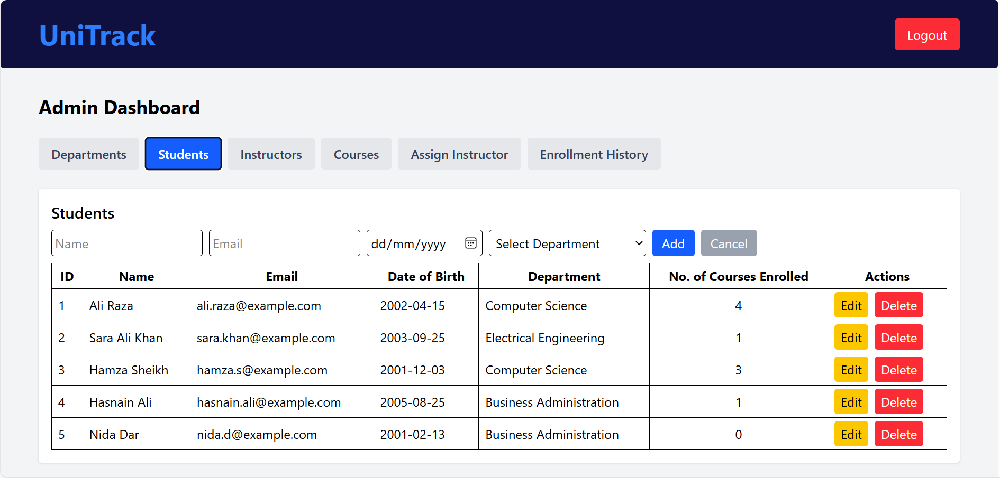 UniTrack Logout
Admin Dashboard
Departments Students Instructors Courses Assign Instructor Enrollment History
Students
Name Email dd/mm/yyyy Select Department Add Cancel
ID Name Email Date of Birth Department No. of Courses Enrolled Actions
1 Ali Raza ali.raza@example.com 2002-04-15 Computer Science 4 Edit Delete
2 Sara Ali Khan sara.khan@example.com 2003-09-25 Electrical Engineering 1 Edit Delete
3 Hamza Sheikh hamza.s@example.com 2001-12-03 Computer Science 3 Edit Delete
4 Hasnain Ali hasnain.ali@example.com 2005-08-25 Business Administration 1 Edit Delete
5 Nida Dar nida.d@example.com 2001-02-13 Business Administration 0 Edit Delete